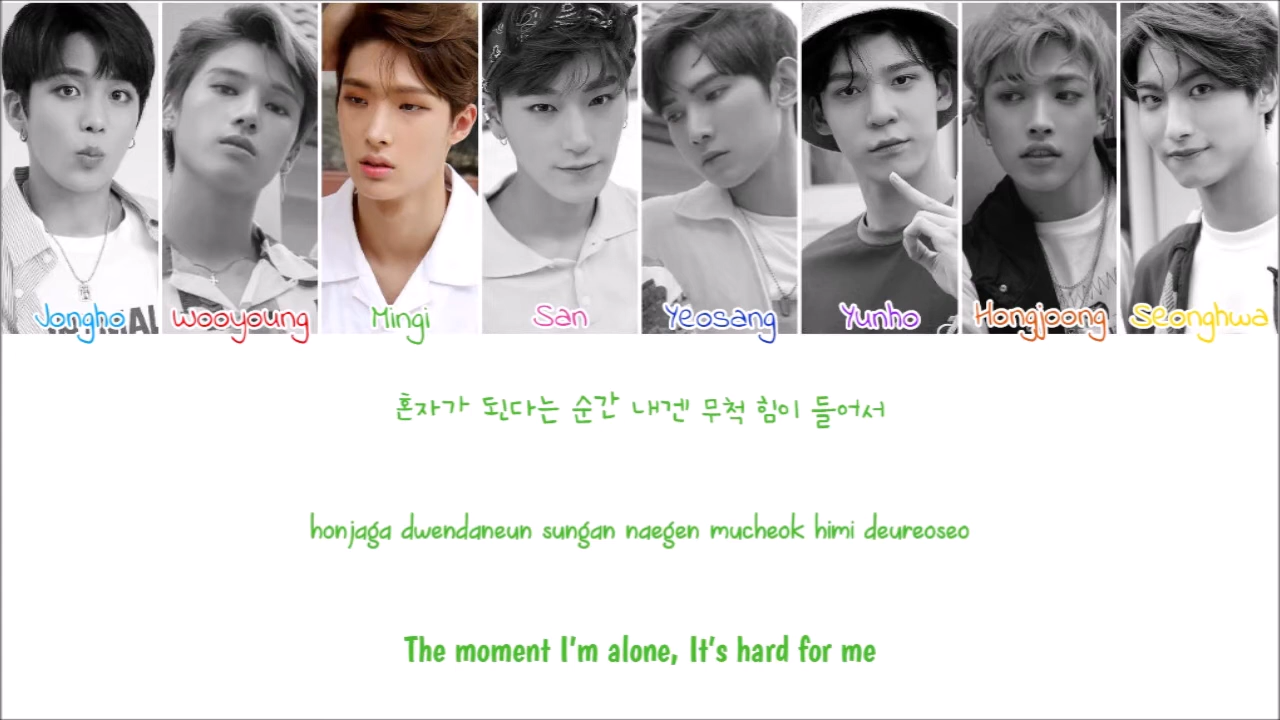 Jongho Wooyoung Mingi San Yeosang Yunho Hongjoong Seonghwa
혼자가 된다는 순간 내겐 무척 힘이 들어서
honjaga dwendaneun sungan naegen mucheok himi deureoseo
The moment I'm alone, It's hard for me